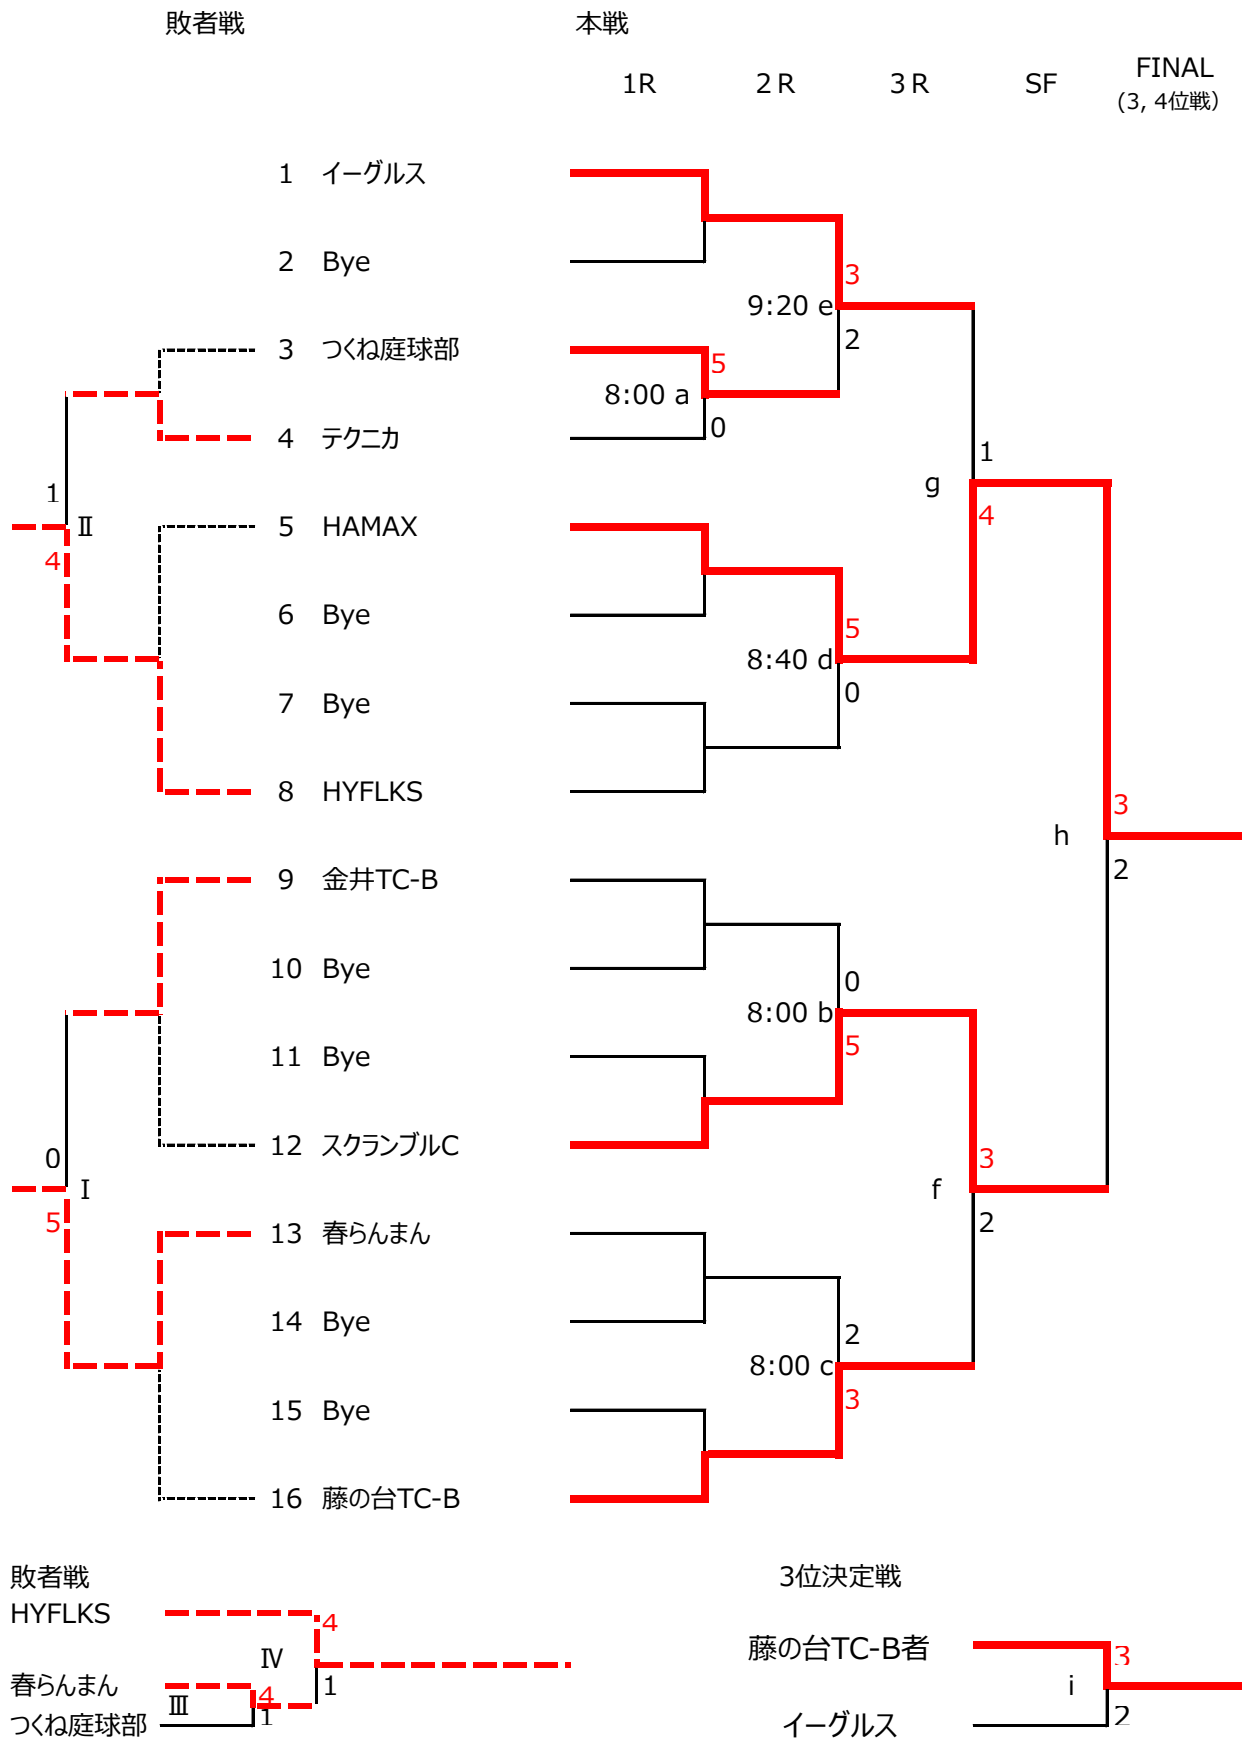 敗者戦 本戦
1R 2R 3R SF FINAL
(3, 4位戦)
1 イーグルス
2 Bye
3
9:20 e
2
3 つくね庭球部
5
8:00 a
0
4 テクニカ
1
1 Ⅱ
g
4
4
5 HAMAX
6 Bye
5
8:40 d
0
7 Bye
8 HYFLKS
3
h
2
9 金井TC-B
10 Bye
0
8:00 b
5
11 Bye
12 スクランブルC
0 Ⅰ
5
3
f
2
13 春らんまん
14 Bye
2
8:00 c
3
15 Bye
16 藤の台TC-B
敗者戦
HYFLKS
4
Ⅳ
1
春らんまん
Ⅲ
4
1
つくね庭球部
3位決定戦
藤の台TC-B者
3
i
2
イーグルス